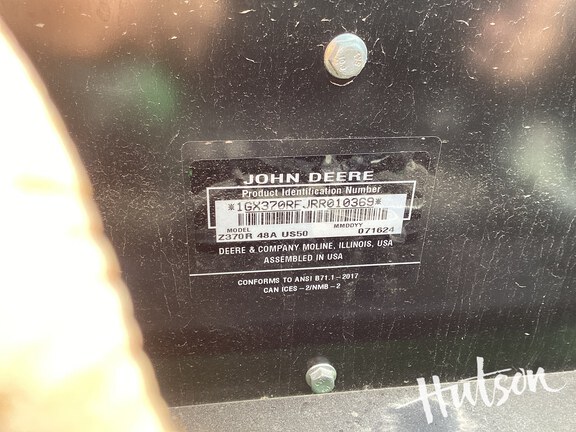 JOHN DEERE
Product Identification Number
*1GX370RFJRR010369*
MODEL MMDDYY
Z370R 48A US50 071624
DEERE & COMPANY MOLINE, ILLINOIS, USA
ASSEMBLED IN USA
CONFORMS TO ANSI B71.1-2017
CAN ICES-2/NMB-2
Hutson